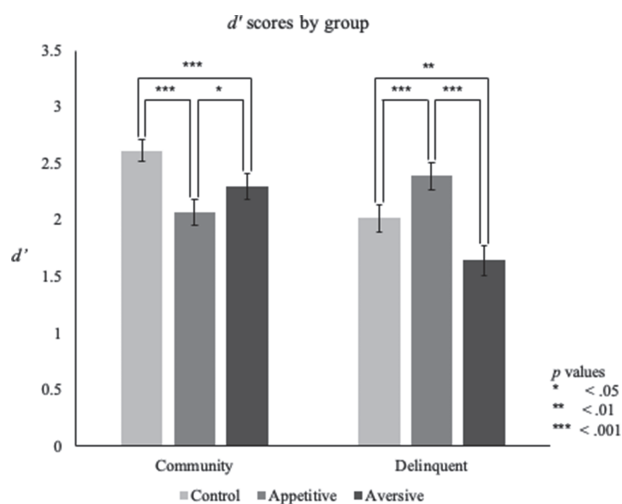 d' scores by group
3.5
3
2.5
2
1.5
1
0.5
0
d'
***
*** *
**
*** ***
Community Delinquent
p values
* < .05
** < .01
*** < .001
Control Appetitive Aversive